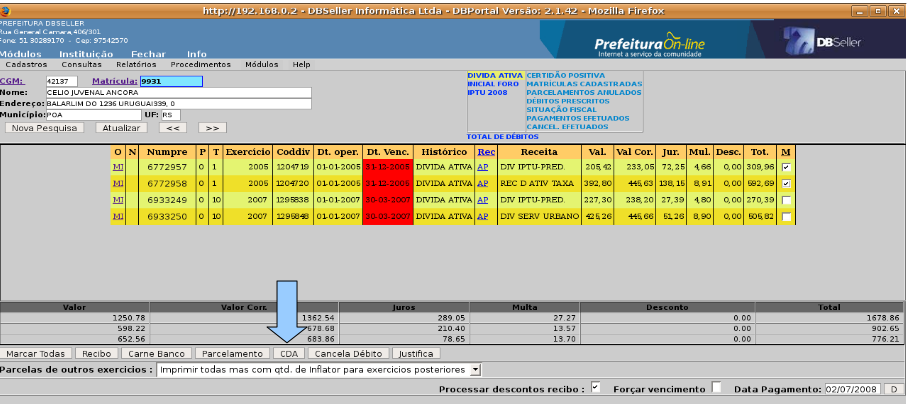 http://192.168.0.2 - DBSeller Informática Ltda - DBPortal Versão: 2.1.42 - Mozilla Firefox
PREFEITURA DBSELLER
Rua General Camara,406/301
Fone: 51 30289170 - Cep: 97542570
Prefeitura On-line
Internet a serviço da comunidade
DBSeller
Módulos Instituição Fechar Info
Cadastros Consultas Relatórios Procedimentos Módulos Help
CGM: 42137 Matrícula: 9931
Nome: CELIO JUVENAL ANCORA
Endereço: BALARLIM DO 1236 URUGUAI339, 0
Município: POA UF: RS
Nova Pesquisa Atualizar << >>
DIVIDA ATIVA CERTIDÃO POSITIVA
INICIAL FORO MATRÍCULAS CADASTRADAS
IPTU 2008 PARCELAMENTOS ANULADOS
DÉBITOS PRESCRITOS
SITUAÇÃO FISCAL
PAGAMENTOS EFETUADOS
CANCEL. EFETUADOS
TOTAL DE DÉBITOS
O N Numpre P T Exercício Coddiv Dt. oper. Dt. Venc. Histórico Rec Receita Val. Val Cor. Jur. Mul. Desc. Tot. M
MI 6772957 0 1 2005 1204719 01-01-2005 31-12-2005 DIVIDA ATIVA AP DIV IPTU-PRED. 205,42 233,05 72,25 4,66 0,00 309,96
MI 6772958 0 1 2005 1204720 01-01-2005 31-12-2005 DIVIDA ATIVA AP REC D ATIV TAXA 392,80 445,63 138,15 8,91 0,00 592,69
MI 6933249 0 10 2007 1295838 01-01-2007 30-03-2007 DIVIDA ATIVA AP DIV IPTU-PRED. 227,30 238,20 27,39 4,80 0,00 270,39
MI 6933250 0 10 2007 1295848 01-01-2007 30-03-2007 DIVIDA ATIVA AP DIV SERV URBANO 425,26 445,66 51,26 8,90 0,00 505,82
Valor Valor Corr. Juros Multa Desconto Total
1250.78 1362.54 289.05 27.27 0.00 1678.86
598.22 678.68 210.40 13.57 0.00 902.65
652.56 683.86 78.65 13.70 0.00 776.21
Marcar Todas Recibo Carne Banco Parcelamento CDA Cancela Débito Justifica
Parcelas de outros exercicios : Imprimir todas mas com qtd. de Inflator para exercicios posteriores
Processar descontos recibo : Forçar vencimento Data Pagamento: 02/07/2008 D